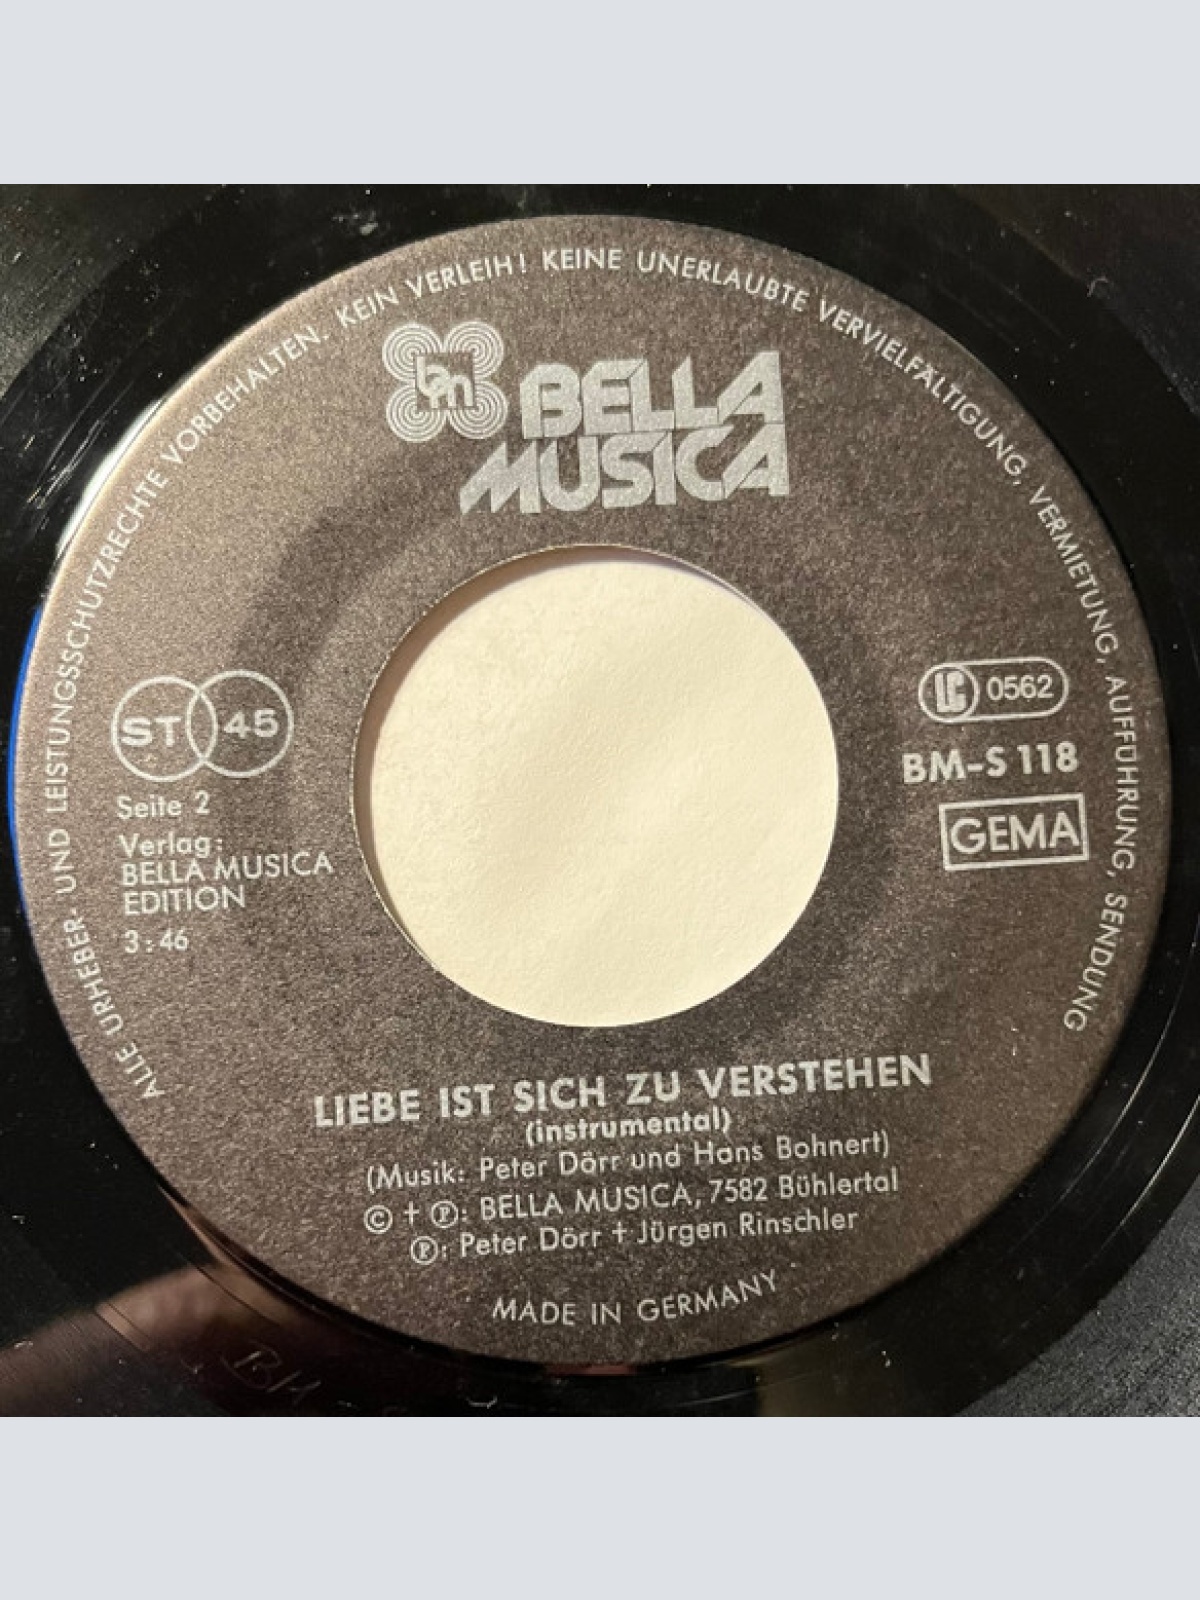 ALLE URHEBER- UND LEISTUNGSSCHUTZRECHTE VORBEHALTEN. KEIN VERLEIH! KEINE UNERLAUBTE VERVIELFÄLTIGUNG, VERMIETUNG, AUFFÜHRUNG, SENDUNG
bm
BELLA
MUSICA
ST 45
Seite 2
Verlag:
BELLA MUSICA
EDITION
3:46
LC 0562
BM-S 118
GEMA
LIEBE IST SICH ZU VERSTEHEN
(instrumental)
(Musik: Peter Dörr und Hans Bohnert)
© + ℗: BELLA MUSICA, 7582 Bühlertal
℗: Peter Dörr + Jürgen Rinschler
MADE IN GERMANY
BM